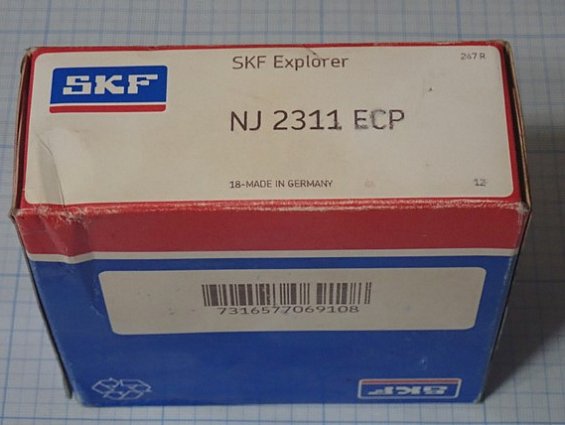 SKF
SKF Explorer
267 R
NJ 2311 ECP
18-MADE IN GERMANY
12
7316577069108
SKF